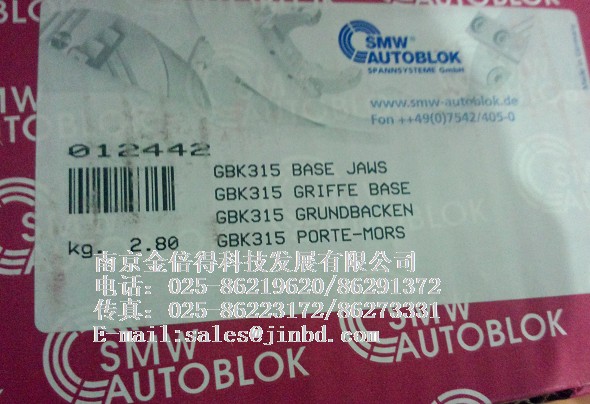 SMW
AUTOBLOK
SPANNSYSTEME GmbH
www.smw-autoblok.de
Fon ++49(0)7542/405-0
012442
GBK315 BASE JAWS
GBK315 GRIFFE BASE
GBK315 GRUNDBACKEN
kg. 2.80 GBK315 PORTE-MORS
南京金倍得科技发展有限公司
电话：025-86219620/86291372
传真：025-86223172/86273331
E-mail:sales@jinbd.com
SMW
AUTOBLOK
SMW
AUTOBLOK